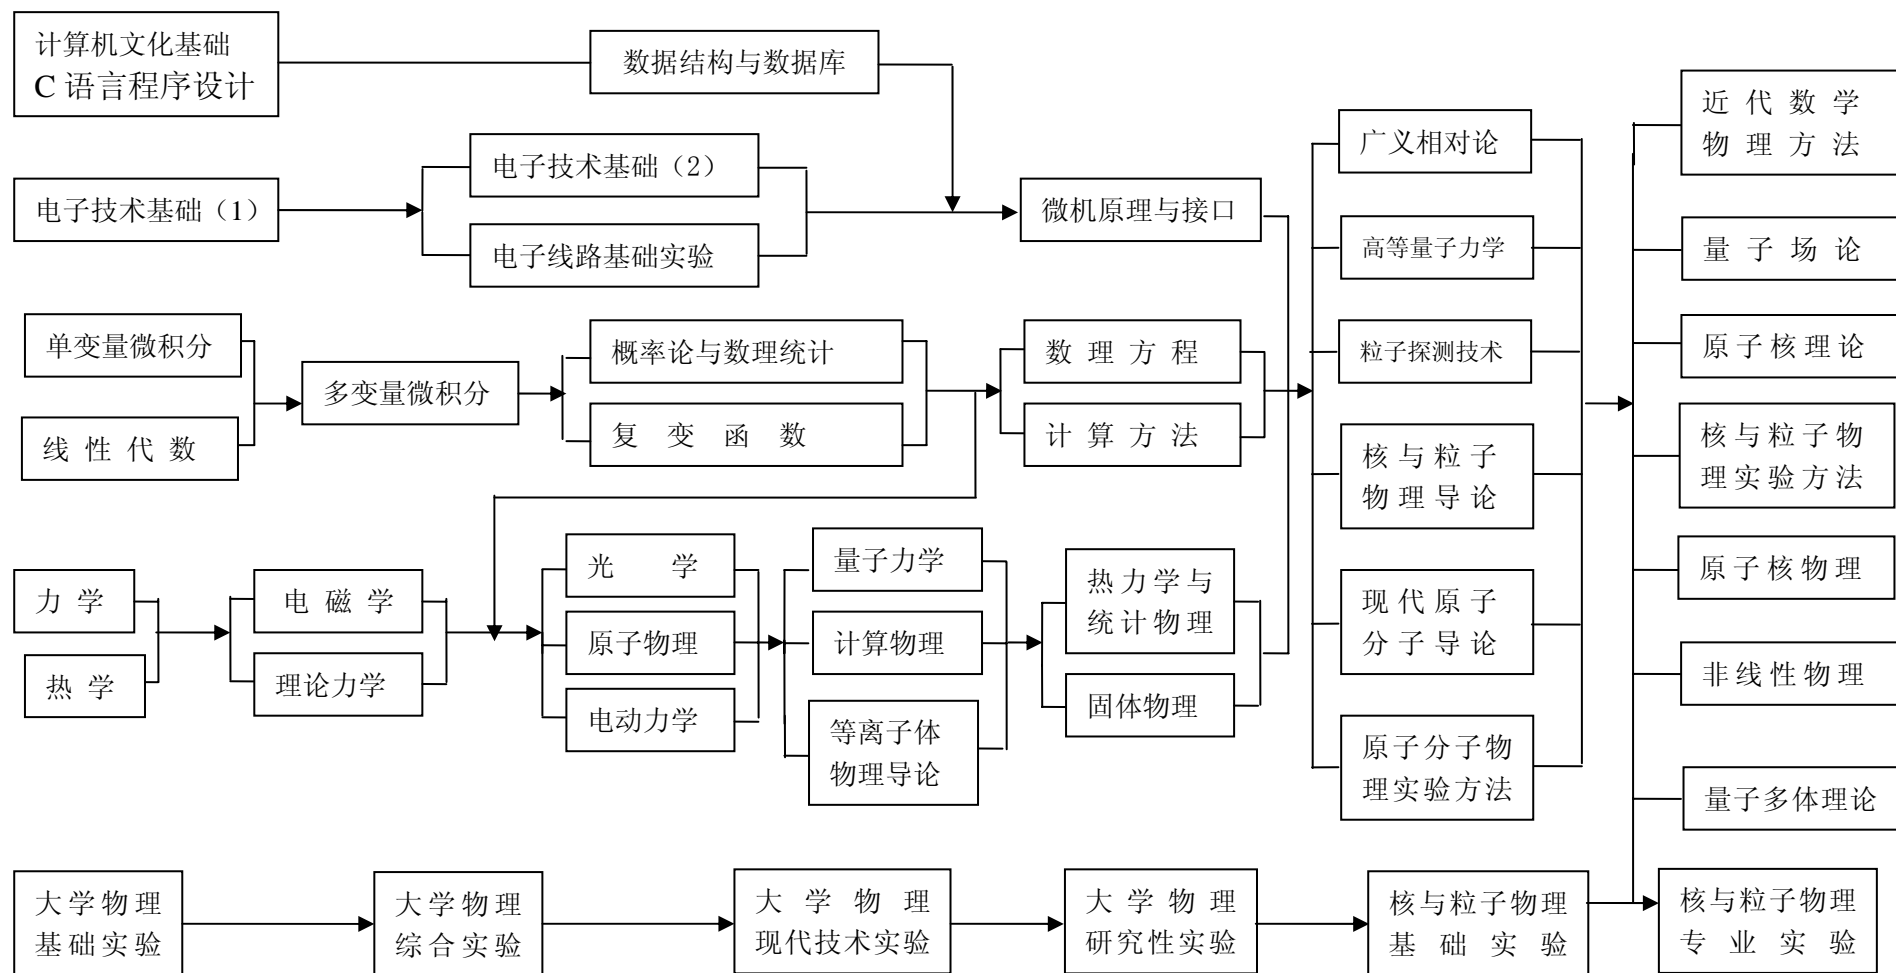 计算机文化基础
C 语言程序设计
数据结构与数据库
电子技术基础（1）
电子技术基础（2）
电子线路基础实验
微机原理与接口
单变量微积分
线性代数
多变量微积分
概率论与数理统计
复变函数
数理方程
计算方法
力学
热学
电磁学
理论力学
光学
原子物理
电动力学
量子力学
计算物理
等离子体
物理导论
热力学与
统计物理
固体物理
广义相对论
高等量子力学
粒子探测技术
核与粒子
物理导论
现代原子
分子导论
原子分子物
理实验方法
近代数学
物理方法
量子场论
原子核理论
核与粒子物
理实验方法
原子核物理
非线性物理
量子多体理论
大学物理
基础实验
大学物理
综合实验
大学物理
现代技术实验
大学物理
研究性实验
核与粒子物理
基础实验
核与粒子物理
专业实验